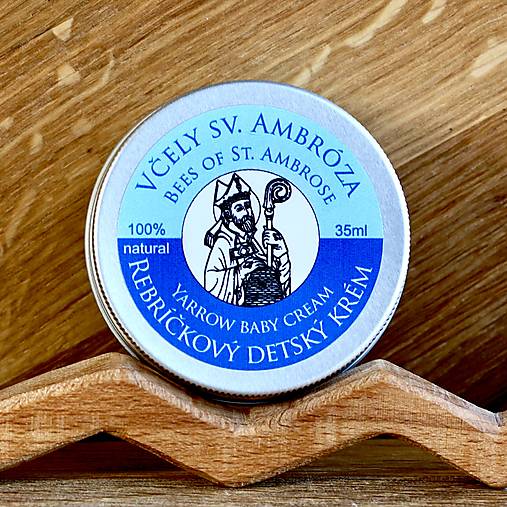 VČELY SV. AMBRÓZA
BEES OF ST. AMBROSE
100%
natural
35ml
YARROW BABY CREAM
REBRÍČKOVÝ DETSKÝ KRÉM